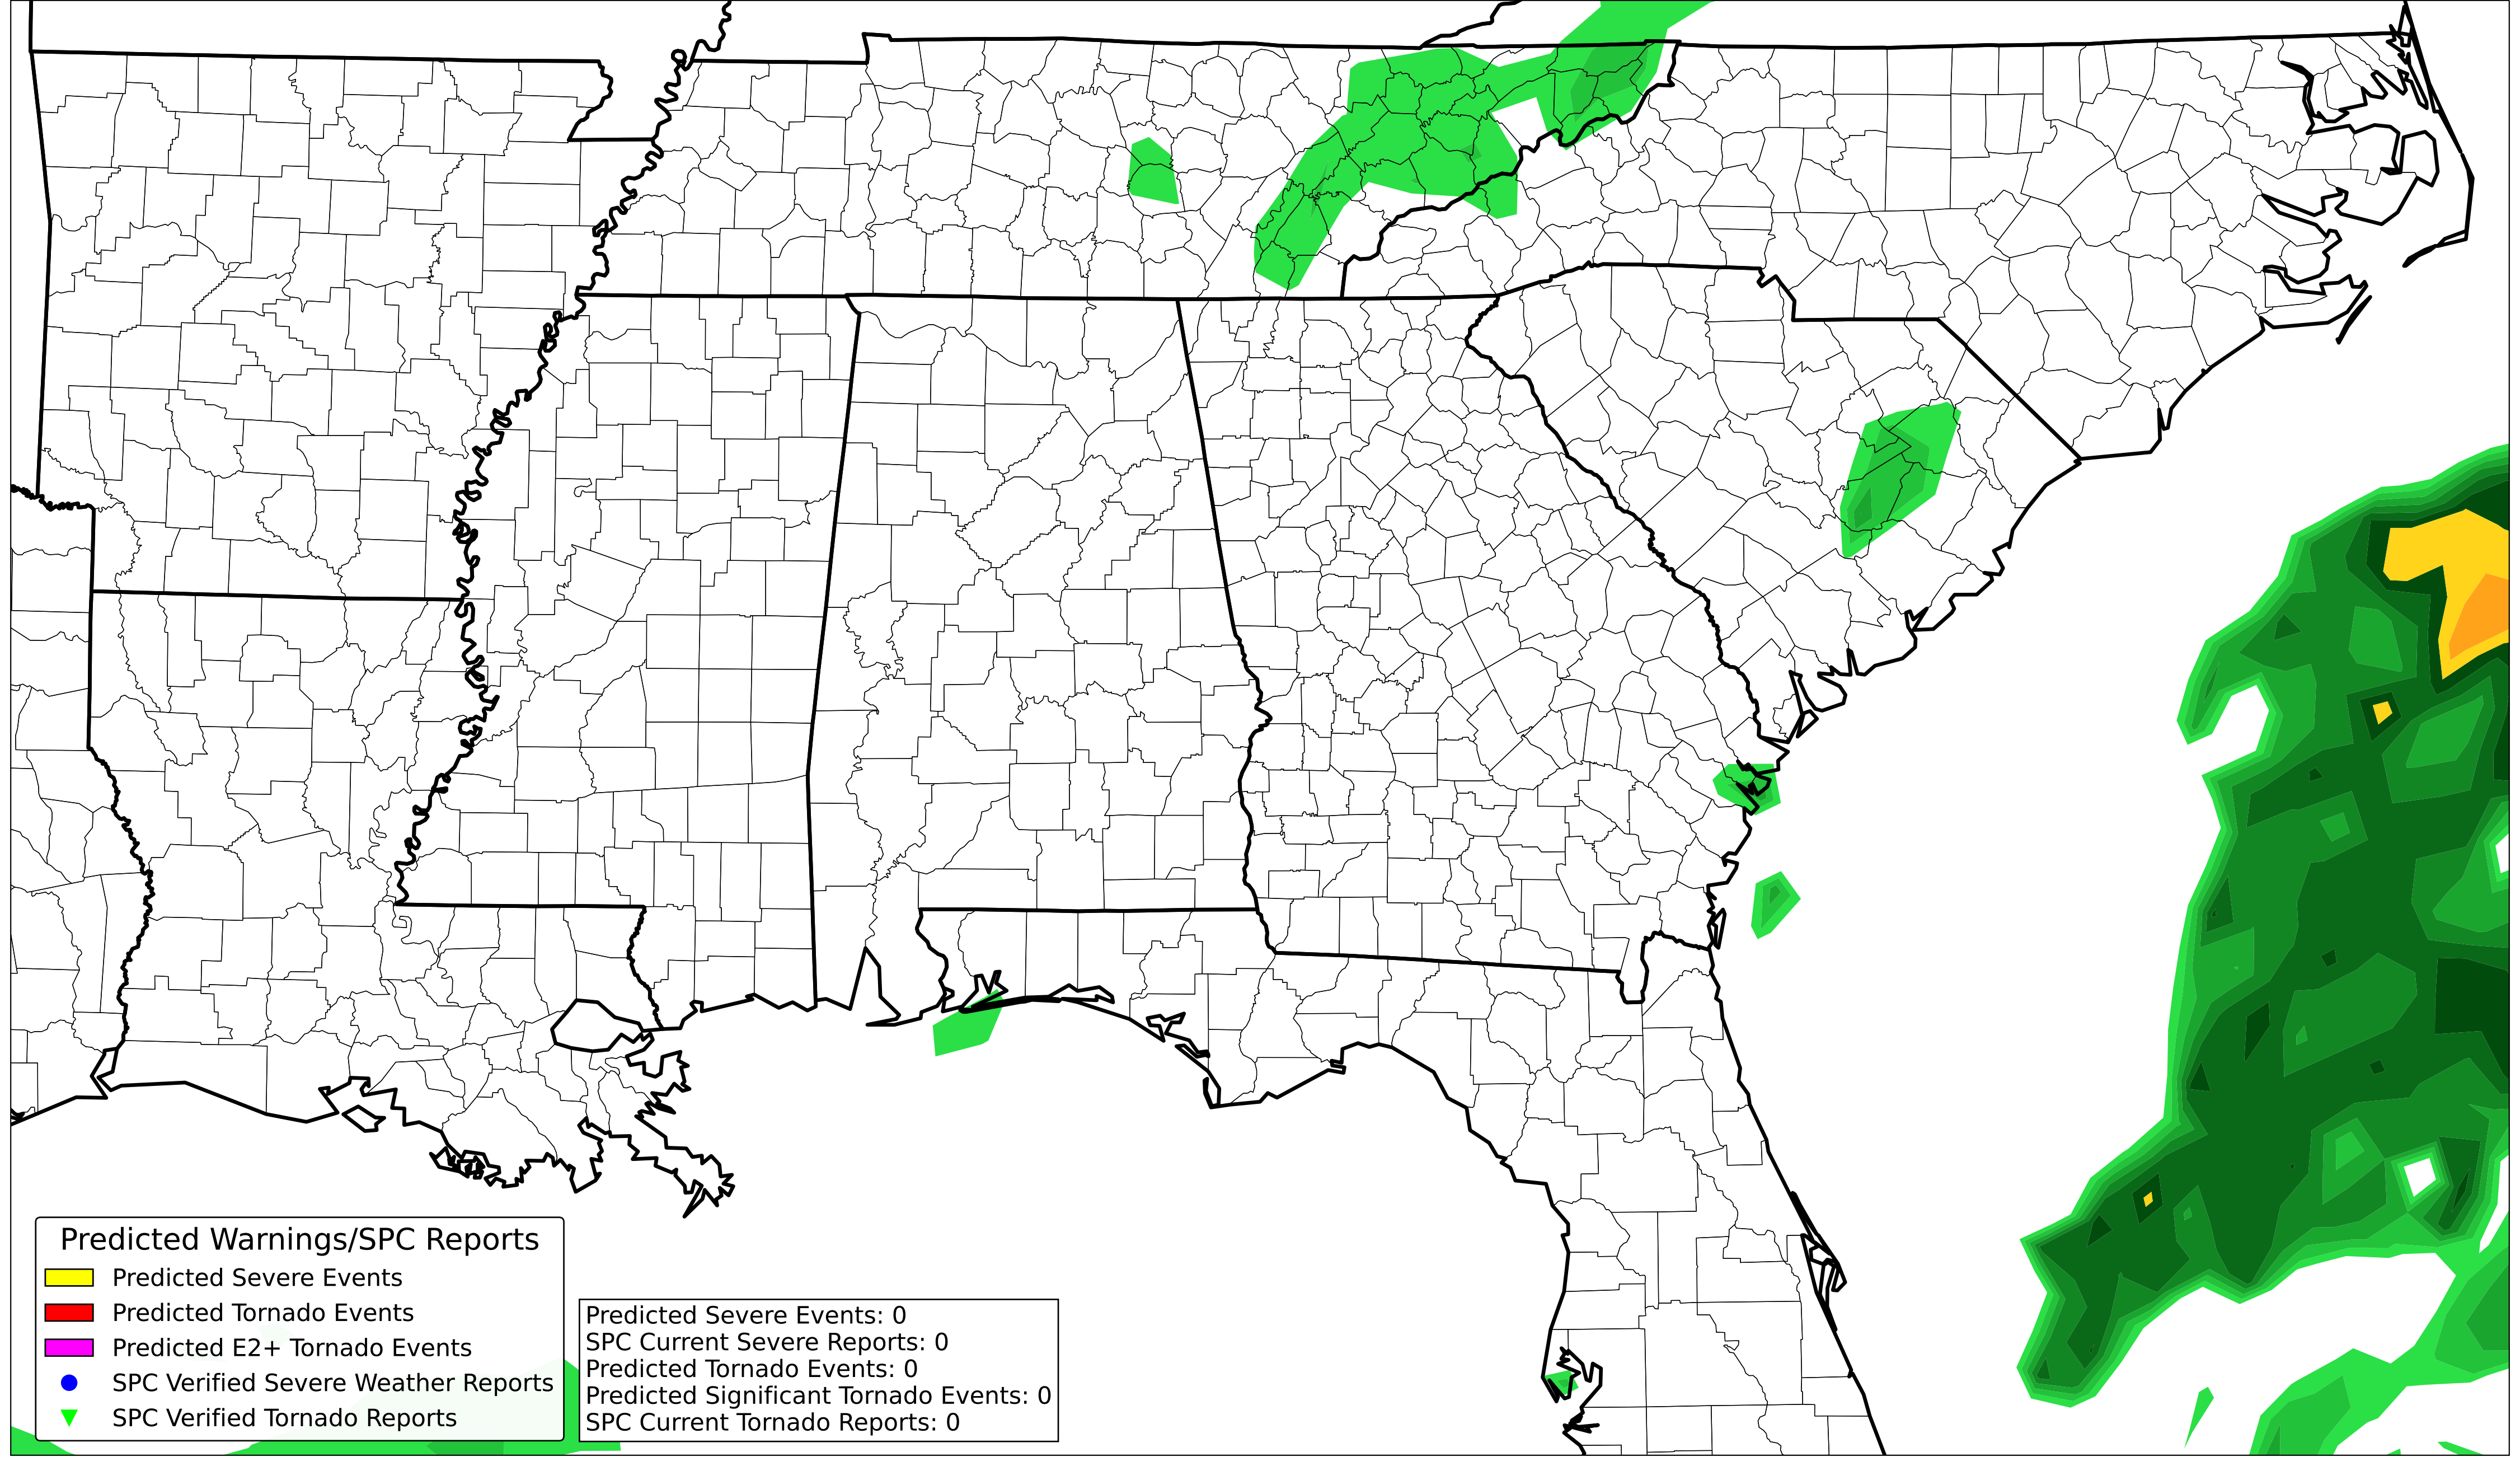 Predicted Warnings/SPC Reports
Predicted Severe Events
Predicted Tornado Events
Predicted E2+ Tornado Events
SPC Verified Severe Weather Reports
SPC Verified Tornado Reports
Predicted Severe Events: 0
SPC Current Severe Reports: 0
Predicted Tornado Events: 0
Predicted Significant Tornado Events: 0
SPC Current Tornado Reports: 0